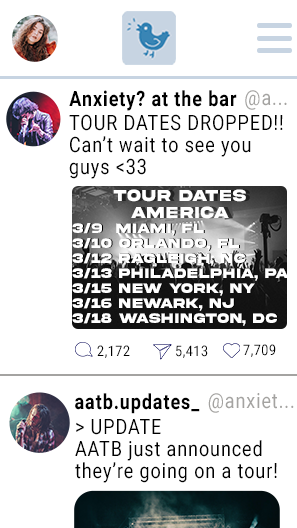 Anxiety? at the bar @a...
TOUR DATES DROPPED!!
Can't wait to see you
guys <33
TOUR DATES
AMERICA
3/9 MIAMI, FL
3/10 ORLANDO, FL
3/12 RAGLEIGH, NC
3/13 PHILADELPHIA, PA
3/15 NEW YORK, NY
3/16 NEWARK, NJ
3/18 WASHINGTON, DC
2,172 5,413 7,709
aatb.updates_ @anxiet...
> UPDATE
AATB just announced
they're going on a tour!